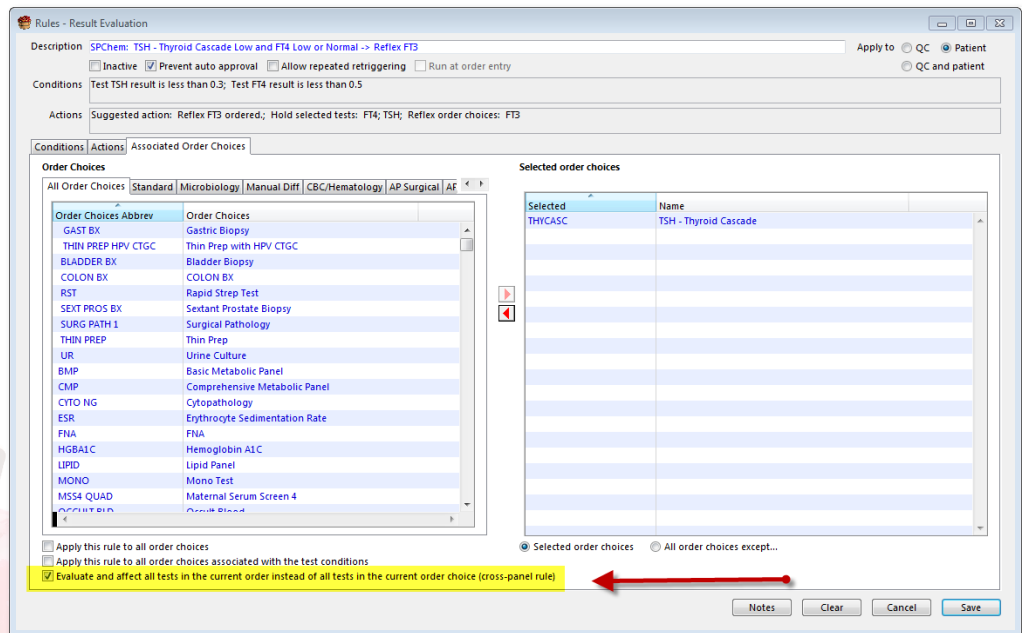 Rules - Result Evaluation
Description SPChem: TSH - Thyroid Cascade Low and FT4 Low or Normal -> Reflex FT3 Apply to QC Patient
Inactive Prevent auto approval Allow repeated retriggering Run at order entry QC and patient
Conditions Test TSH result is less than 0.3; Test FT4 result is less than 0.5
Actions Suggested action: Reflex FT3 ordered.; Hold selected tests: FT4; TSH; Reflex order choices: FT3
Conditions Actions Associated Order Choices
Order Choices Selected order choices
All Order Choices Standard Microbiology Manual Diff CBC/Hematology AP Surgical AF
Order Choices Abbrev Order Choices Selected Name
GAST BX Gastric Biopsy THYCASC TSH - Thyroid Cascade
THIN PREP HPV CTGC Thin Prep with HPV CTGC
BLADDER BX Bladder Biopsy
COLON BX COLON BX
RST Rapid Strep Test
SEXT PROS BX Sextant Prostate Biopsy
SURG PATH 1 Surgical Pathology
THIN PREP Thin Prep
UR Urine Culture
BMP Basic Metabolic Panel
CMP Comprehensive Metabolic Panel
CYTO NG Cytopathology
ESR Erythrocyte Sedimentation Rate
FNA FNA
HGBA1C Hemoglobin A1C
LIPID Lipid Panel
MONO Mono Test
MSS4 QUAD Maternal Serum Screen 4
OCCULT BLD Occult Blood
Apply this rule to all order choices Selected order choices All order choices except...
Apply this rule to all order choices associated with the test conditions
Evaluate and affect all tests in the current order instead of all tests in the current order choice (cross-panel rule)
Notes Clear Cancel Save